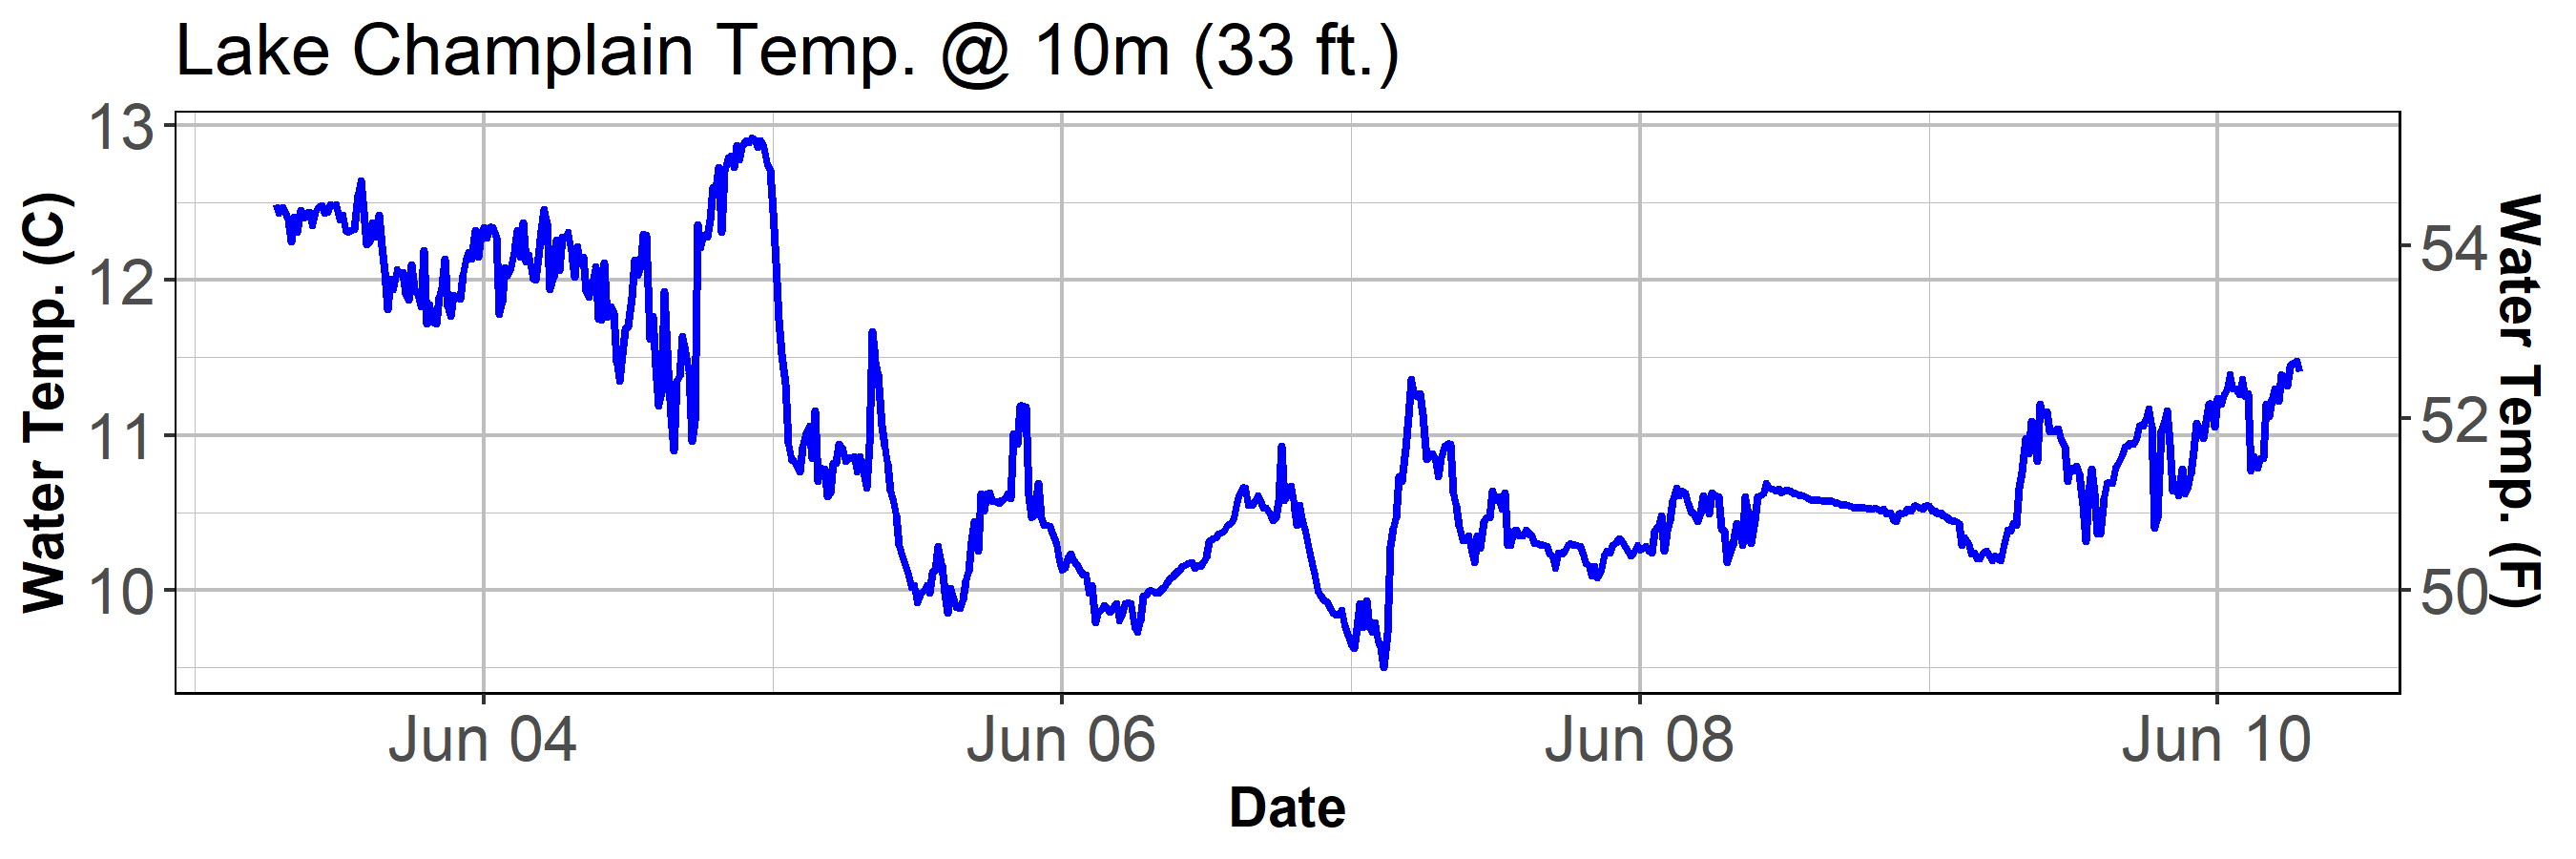 Lake Champlain Temp. @ 10m (33 ft.)
Water Temp. (C)
13
12
11
10
54
52
50
Water Temp. (F)
Jun 04
Jun 06
Jun 08
Jun 10
Date